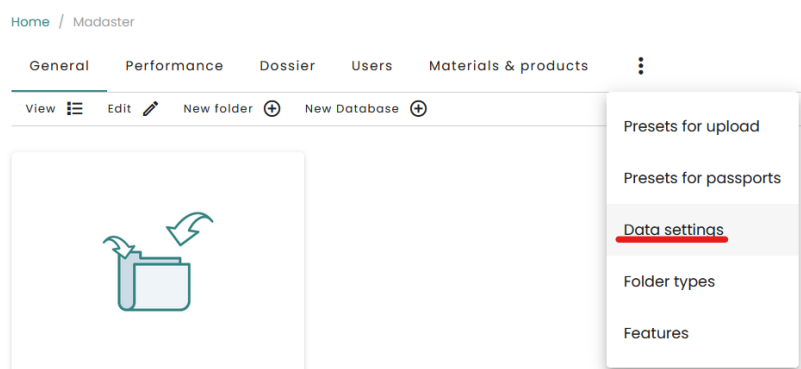 Home / Madaster
General Performance Dossier Users Materials & products
View Edit New folder New Database
Presets for upload
Presets for passports
Data settings
Folder types
Features